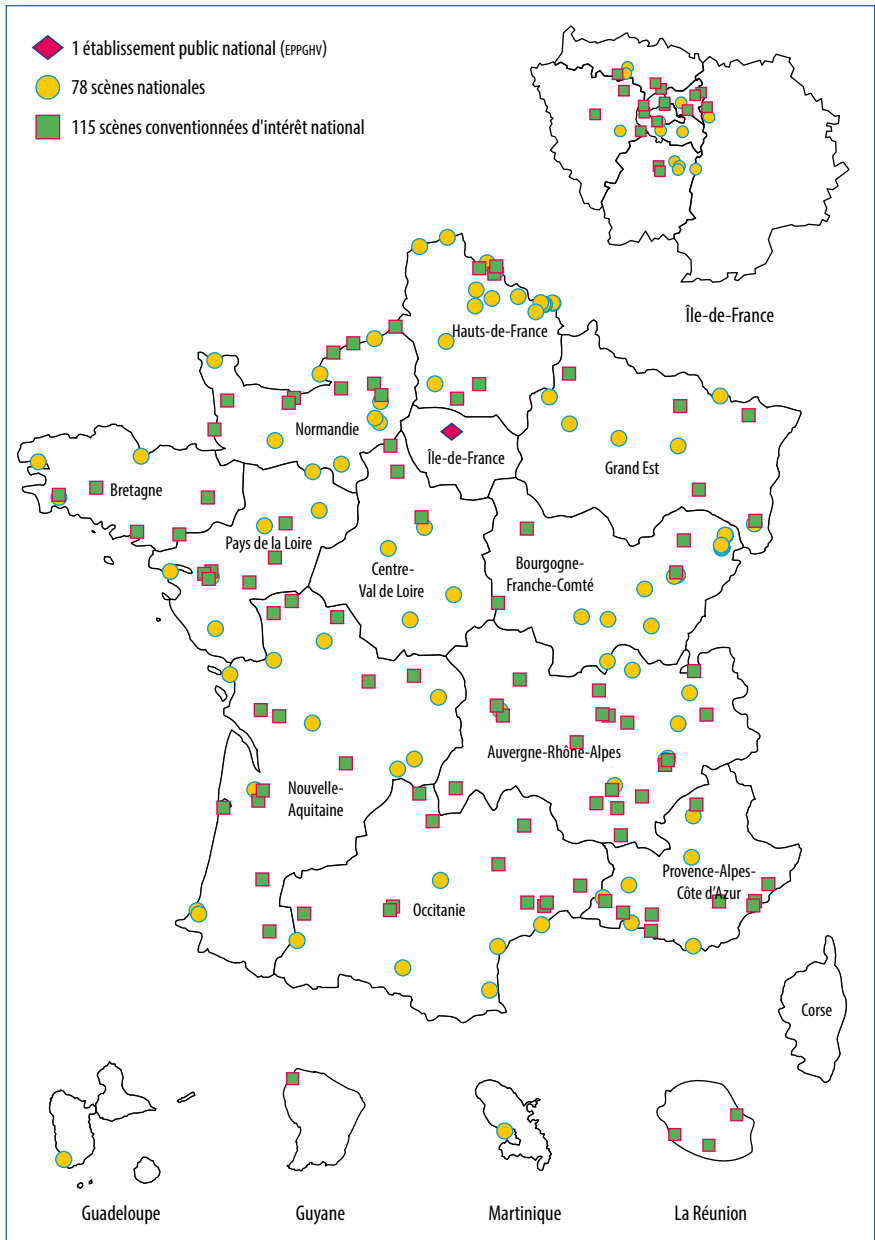 1 établissement public national (EPPGHV)
78 scènes nationales
115 scènes conventionnées d'intérêt national
Île-de-France
Hauts-de-France
Normandie
Île-de-France
Grand Est
Bretagne
Pays de la Loire
Centre-
Val de Loire
Bourgogne-
Franche-Comté
Auvergne-Rhône-Alpes
Nouvelle-
Aquitaine
Provence-Alpes-
Côte d'Azur
Occitanie
Corse
Guadeloupe
Guyane
Martinique
La Réunion